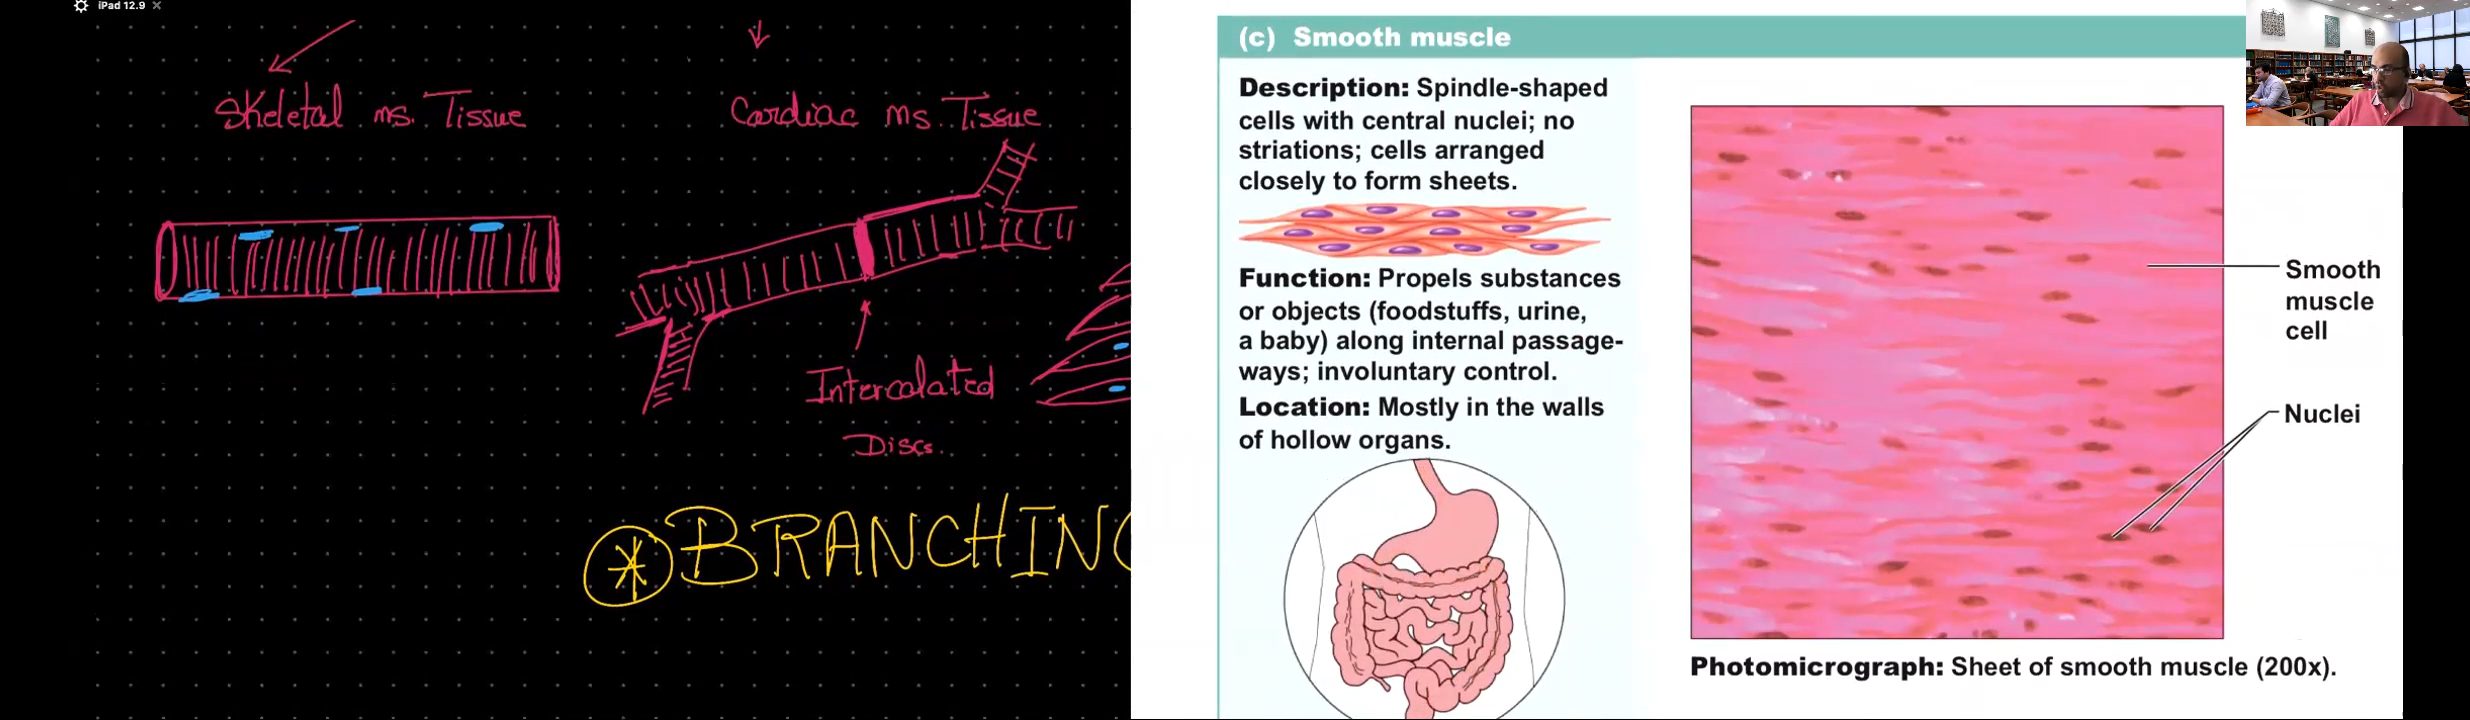 iPad 12.9
Skeletal ms. Tissue
Cardiac ms. Tissue
Intercalated
Discs.
* BRANCHING
(c) Smooth muscle
Description: Spindle-shaped
cells with central nuclei; no
striations; cells arranged
closely to form sheets.
Function: Propels substances
or objects (foodstuffs, urine,
a baby) along internal passage-
ways; involuntary control.
Location: Mostly in the walls
of hollow organs.
Smooth
muscle
cell
Nuclei
Photomicrograph: Sheet of smooth muscle (200x).